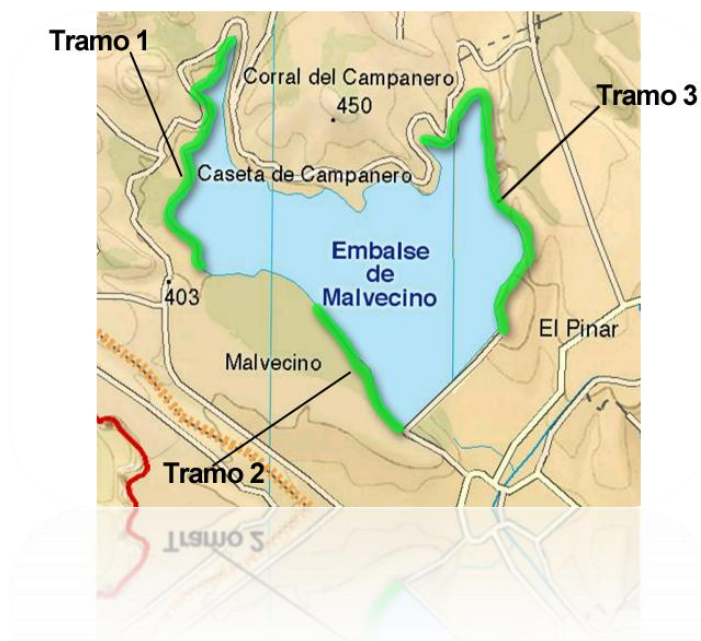 Tramo 1
Corral del Campanero
450
Tramo 3
Caseta de Campanero
Embalse
de
Malvecino
403
El Pinar
Malvecino
Tramo 2
Tramo 2